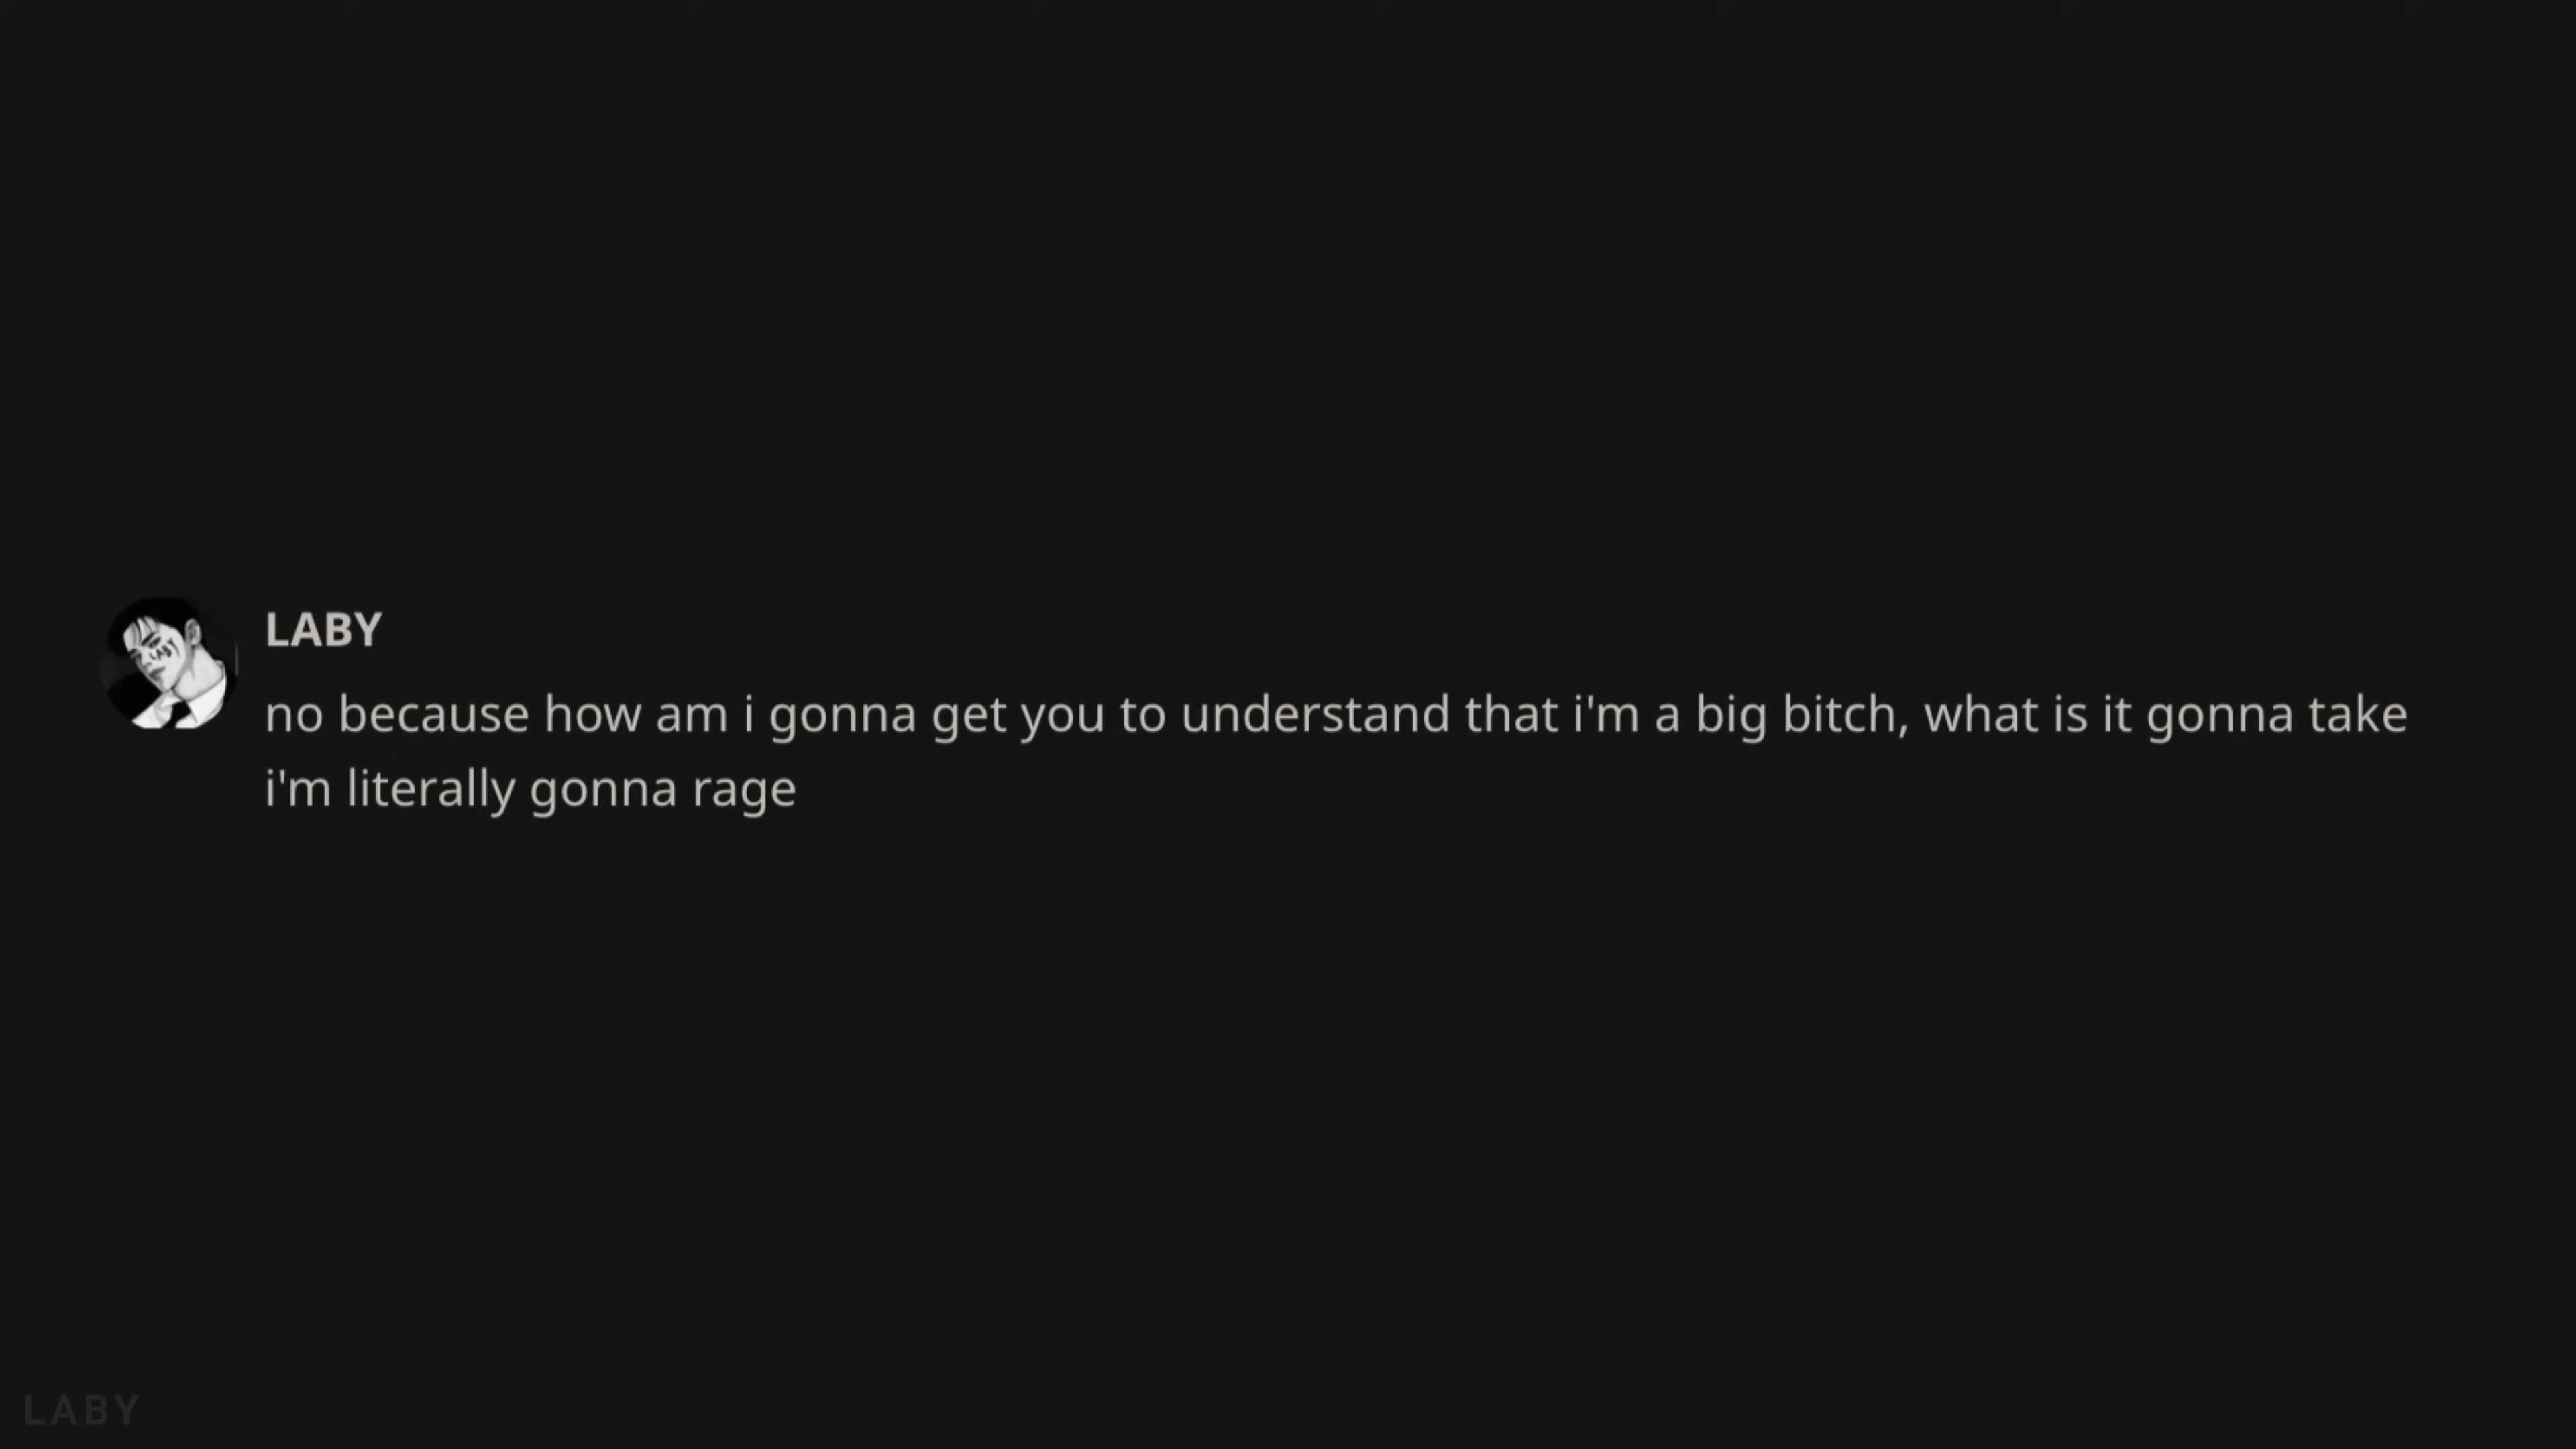 LABY
no because how am i gonna get you to understand that i'm a big bitch, what is it gonna take
i'm literally gonna rage
LABY